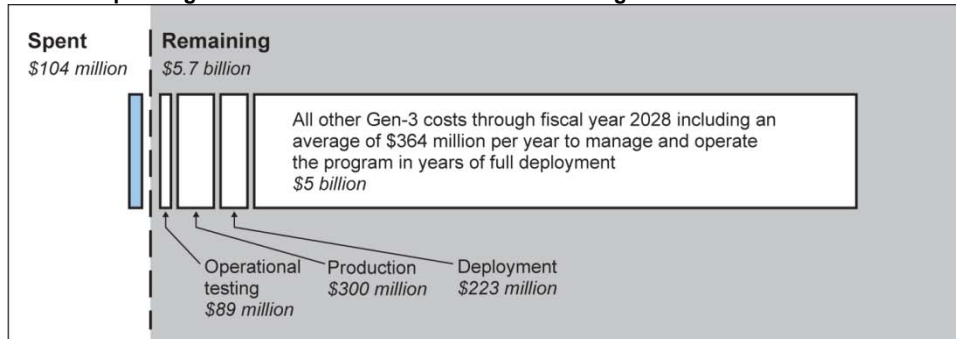 Spent
$104 million
Remaining
$5.7 billion
All other Gen-3 costs through fiscal year 2028 including an
average of $364 million per year to manage and operate
the program in years of full deployment
$5 billion
Operational
testing
$89 million
Production
$300 million
Deployment
$223 million